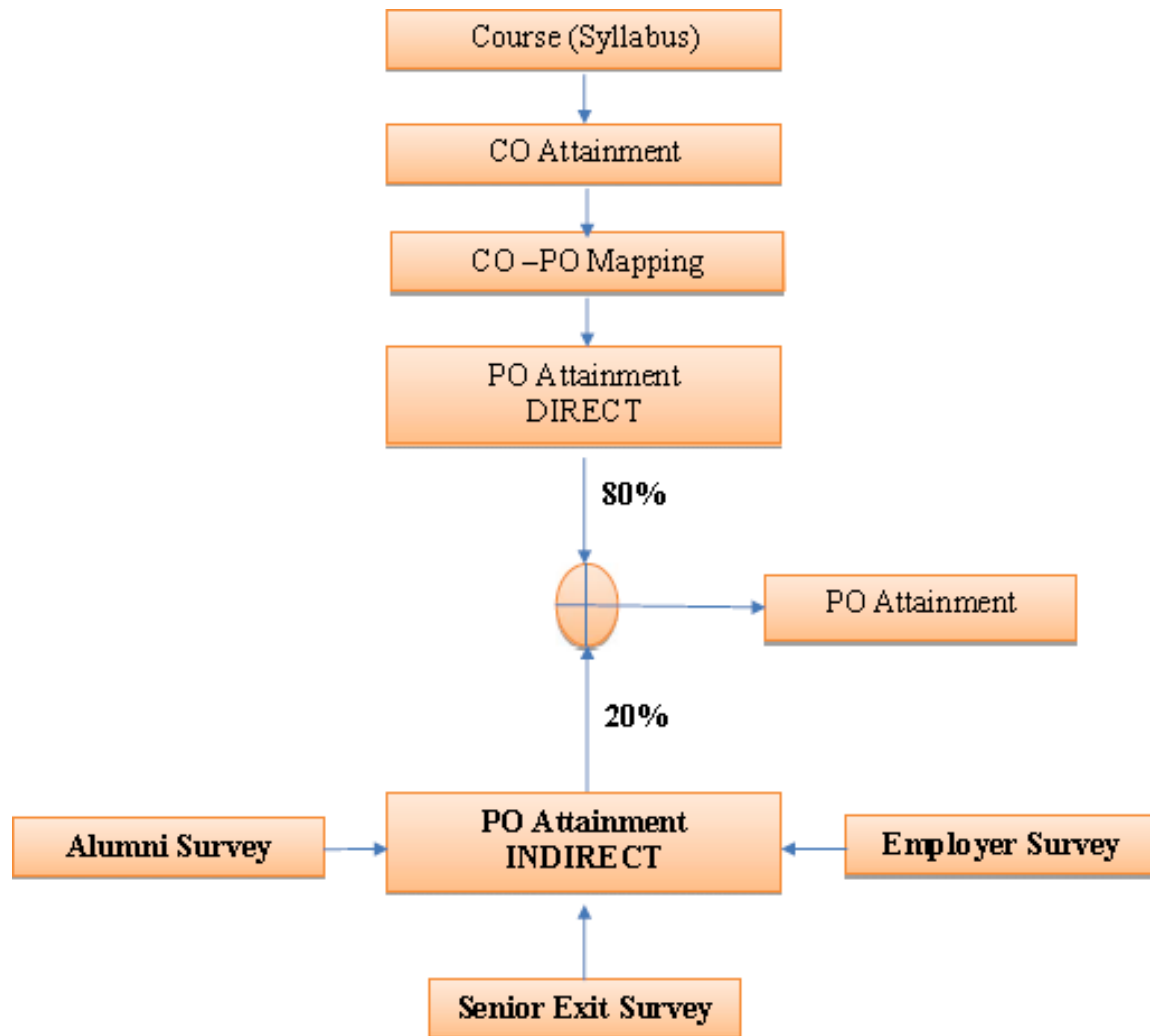 Course (Syllabus)
CO Attainment
CO –PO Mapping
PO Attainment
DIRECT
80%
PO Attainment
20%
Alumni Survey
PO Attainment
INDIRECT
Employer Survey
Senior Exit Survey